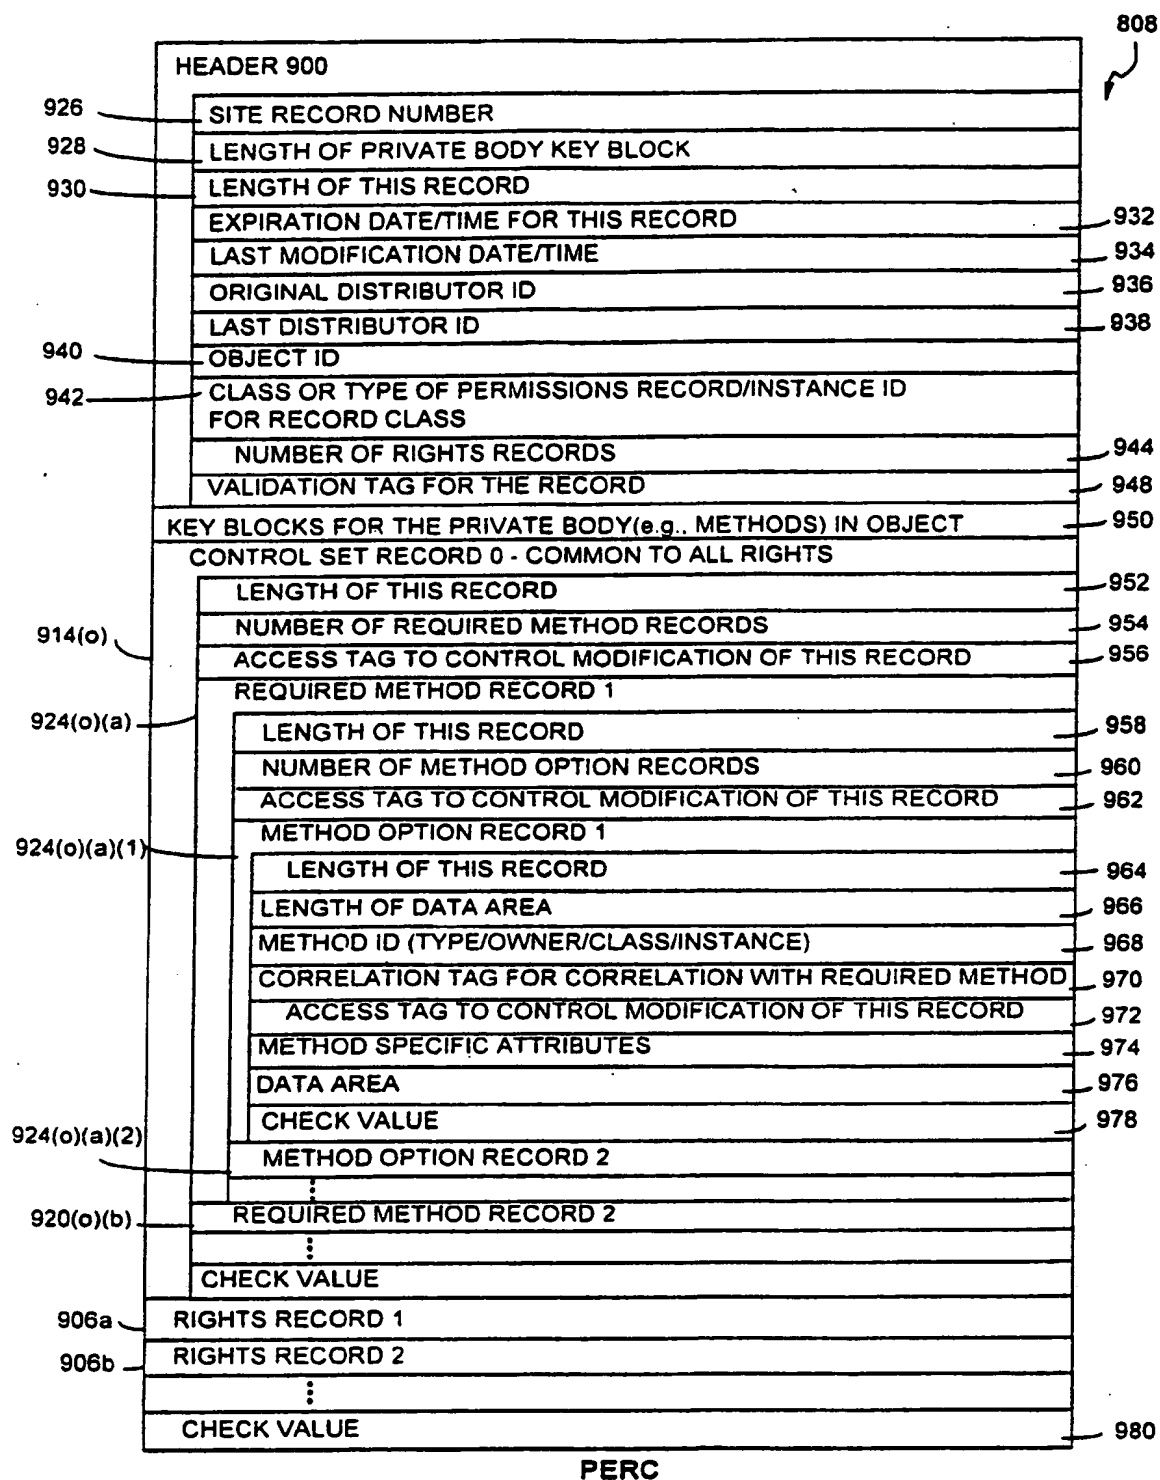 808
HEADER 900
926 SITE RECORD NUMBER
928 LENGTH OF PRIVATE BODY KEY BLOCK
930 LENGTH OF THIS RECORD
EXPIRATION DATE/TIME FOR THIS RECORD 932
LAST MODIFICATION DATE/TIME 934
ORIGINAL DISTRIBUTOR ID 936
LAST DISTRIBUTOR ID 938
940 OBJECT ID
942 CLASS OR TYPE OF PERMISSIONS RECORD/INSTANCE ID
FOR RECORD CLASS
NUMBER OF RIGHTS RECORDS 944
VALIDATION TAG FOR THE RECORD 948
KEY BLOCKS FOR THE PRIVATE BODY(e.g.. METHODS) IN OBJECT 950
CONTROL SET RECORD 0 - COMMON TO ALL RIGHTS
LENGTH OF THIS RECORD 952
914(o) NUMBER OF REQUIRED METHOD RECORDS 954
ACCESS TAG TO CONTROL MODIFICATION OF THIS RECORD 956
REQUIRED METHOD RECORD 1
924(o)(a) LENGTH OF THIS RECORD 958
NUMBER OF METHOD OPTION RECORDS 960
ACCESS TAG TO CONTROL MODIFICATION OF THIS RECORD 962
METHOD OPTION RECORD 1
924(o)(a)(1) LENGTH OF THIS RECORD 964
LENGTH OF DATA AREA 966
METHOD ID (TYPE/OWNER/CLASS/INSTANCE) 968
CORRELATION TAG FOR CORRELATION WITH REQUIRED METHOD 970
ACCESS TAG TO CONTROL MODIFICATION OF THIS RECORD 972
METHOD SPECIFIC ATTRIBUTES 974
DATA AREA 976
CHECK VALUE 978
924(o)(a)(2) METHOD OPTION RECORD 2
920(o)(b) REQUIRED METHOD RECORD 2
CHECK VALUE
906a RIGHTS RECORD 1
906b RIGHTS RECORD 2
CHECK VALUE 980
PERC